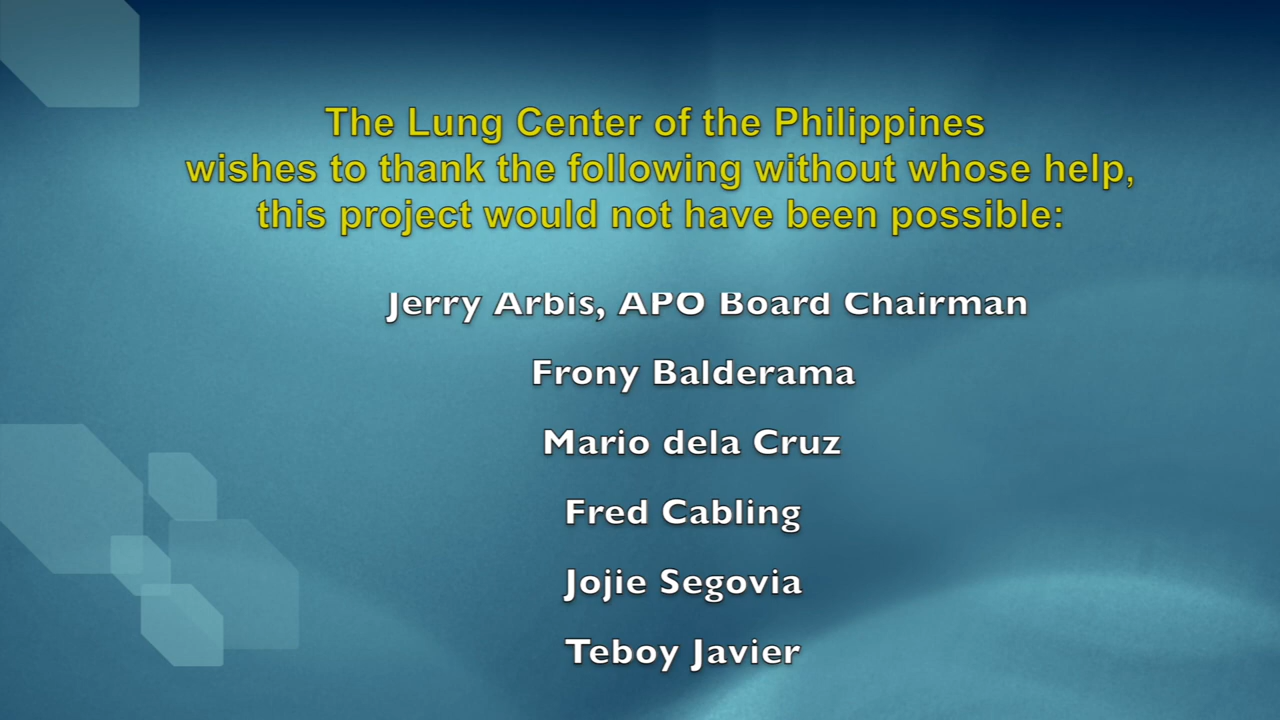 The Lung Center of the Philippines
wishes to thank the following without whose help,
this project would not have been possible:
Jerry Arbis, APO Board Chairman
Frony Balderama
Mario dela Cruz
Fred Cabling
Jojie Segovia
Teboy Javier